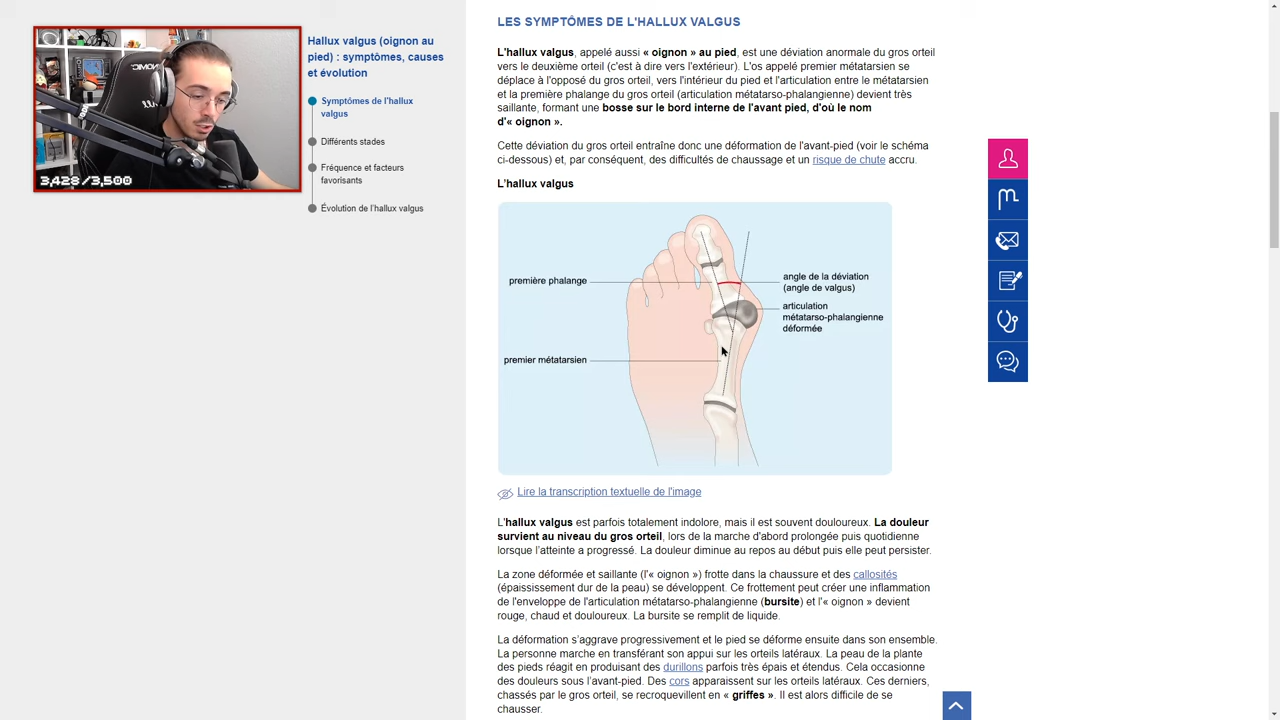 3,423/3,500
Hallux valgus (oignon au
pied) : symptômes, causes
et évolution
Symptômes de l'hallux
valgus
Différents stades
Fréquence et facteurs
favorisants
Évolution de l'hallux valgus
LES SYMPTÔMES DE L'HALLUX VALGUS
L'hallux valgus, appelé aussi « oignon » au pied, est une déviation anormale du gros orteil
vers le deuxième orteil (c'est à dire vers l'extérieur). L'os appelé premier métatarsien se
déplace à l'opposé du gros orteil, vers l'intérieur du pied et l'articulation entre le métatarsien
et la première phalange du gros orteil (articulation métatarso-phalangienne) devient très
saillante, formant une bosse sur le bord interne de l'avant pied, d'où le nom
d'« oignon ».
Cette déviation du gros orteil entraîne donc une déformation de l'avant-pied (voir le schéma
ci-dessous) et, par conséquent, des difficultés de chaussage et un risque de chute accru.
L'hallux valgus
première phalange
premier métatarsien
angle de la déviation
(angle de valgus)
articulation
métatarso-phalangienne
déformée
Lire la transcription textuelle de l'image
L'hallux valgus est parfois totalement indolore, mais il est souvent douloureux. La douleur
survient au niveau du gros orteil, lors de la marche d'abord prolongée puis quotidienne
lorsque l'atteinte a progressé. La douleur diminue au repos au début puis elle peut persister.
La zone déformée et saillante (l'« oignon ») frotte dans la chaussure et des callosités
(épaississement dur de la peau) se développent. Ce frottement peut créer une inflammation
de l'enveloppe de l'articulation métatarso-phalangienne (bursite) et l'« oignon » devient
rouge, chaud et douloureux. La bursite se remplit de liquide.
La déformation s'aggrave progressivement et le pied se déforme ensuite dans son ensemble.
La personne marche en transférant son appui sur les orteils latéraux. La peau de la plante
des pieds réagit en produisant des durillons parfois très épais et étendus. Cela occasionne
des douleurs sous l'avant-pied. Des cors apparaissent sur les orteils latéraux. Ces derniers,
chassés par le gros orteil, se recroquevillent en « griffes ». Il est alors difficile de se
chausser.